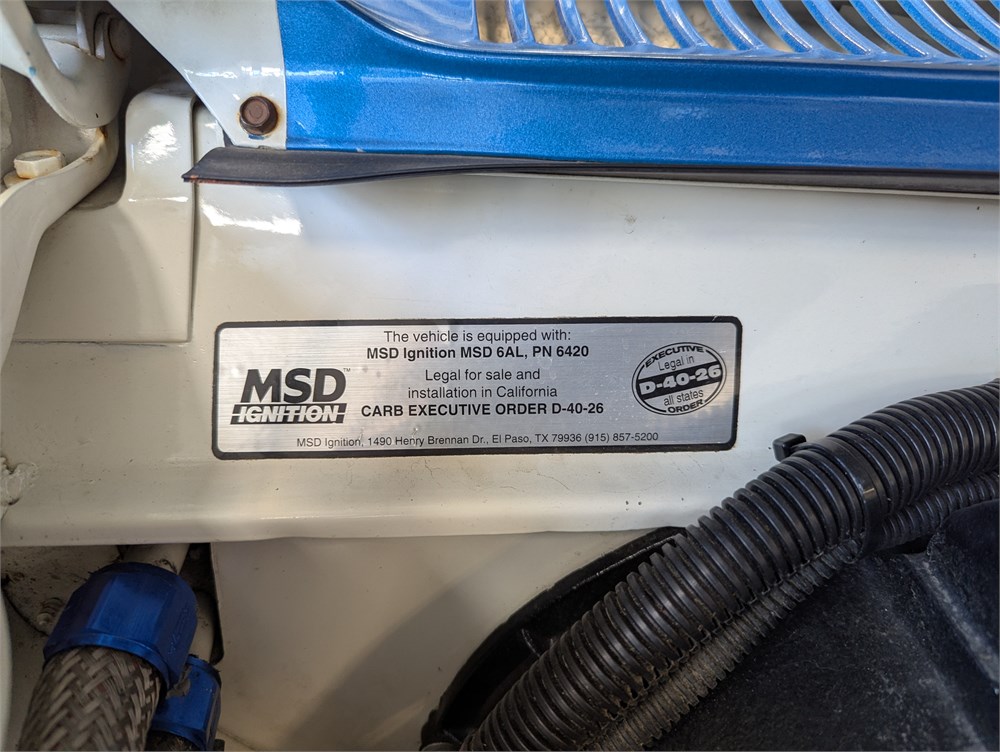 The vehicle is equipped with:
MSD Ignition MSD 6AL, PN 6420
Legal for sale and
installation in California
CARB EXECUTIVE ORDER D-40-26
MSD™
IGNITION
EXECUTIVE
Legal in
D-40-26
all states
ORDER
MSD Ignition, 1490 Henry Brennan Dr., El Paso, TX 79936 (915) 857-5200